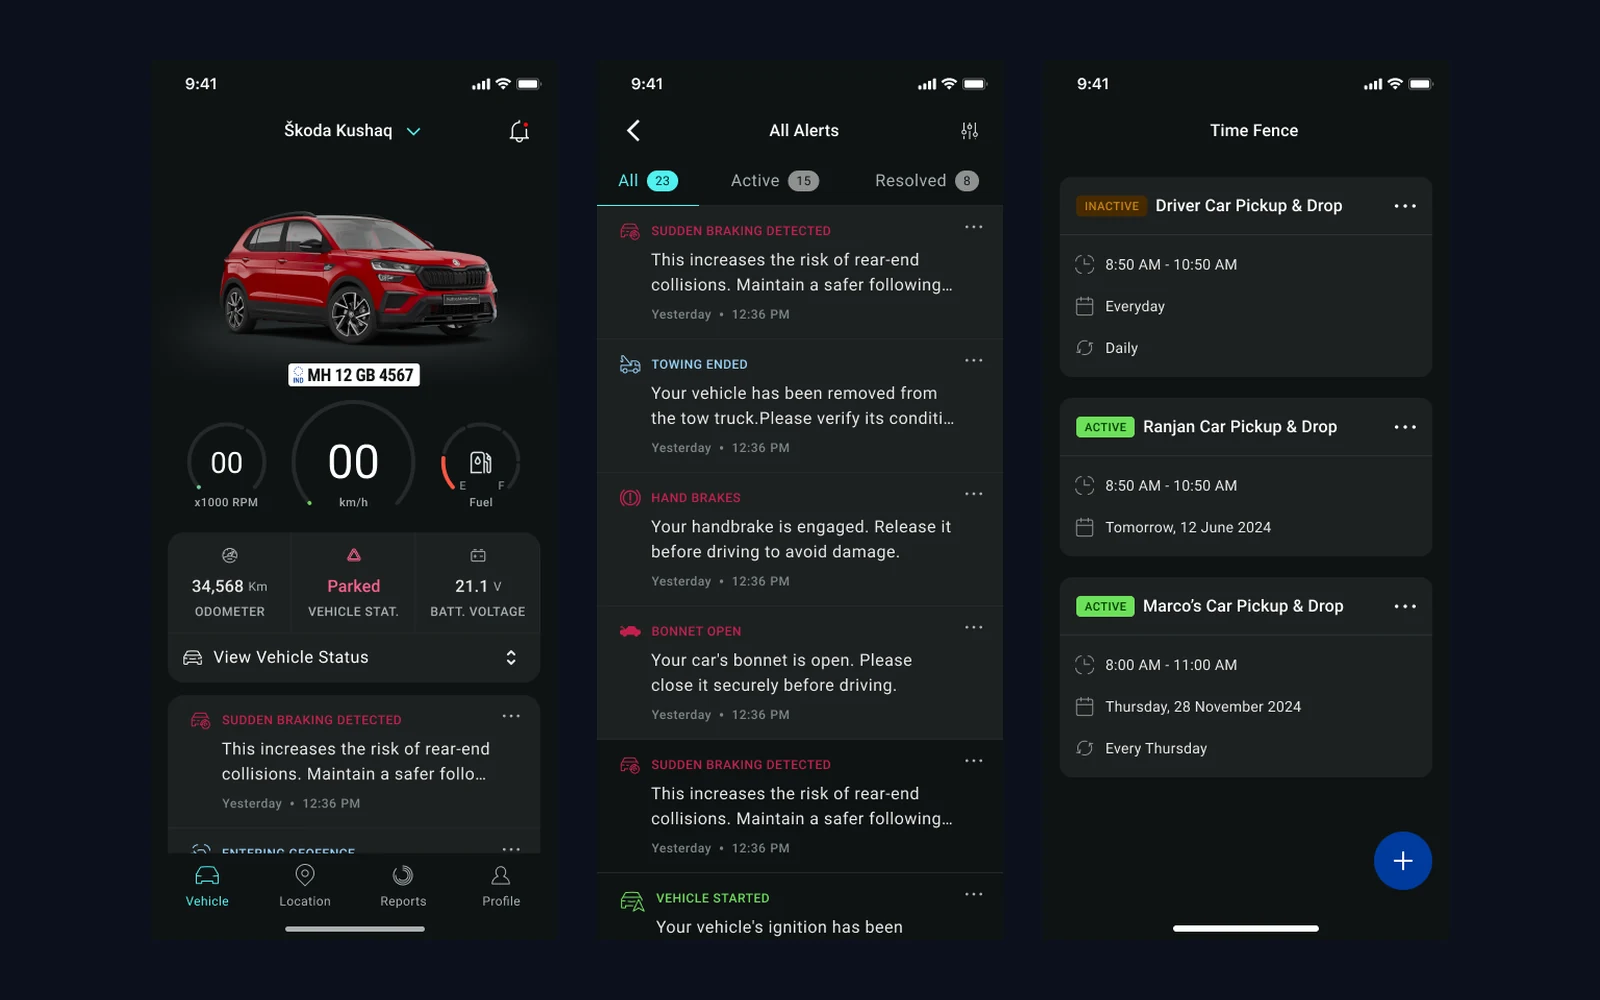 9:41
Škoda Kushaq
IND MH 12 GB 4567
00
x1000 RPM
00
km/h
E F
Fuel
34,568 Km
ODOMETER
Parked
VEHICLE STAT.
21.1 V
BATT. VOLTAGE
View Vehicle Status
SUDDEN BRAKING DETECTED
This increases the risk of rear-end
collisions. Maintain a safer follo...
Yesterday • 12:36 PM
ENTERING GEOFENCE
Vehicle
Location
Reports
Profile
9:41
All Alerts
All 23
Active 15
Resolved 8
SUDDEN BRAKING DETECTED
This increases the risk of rear-end
collisions. Maintain a safer following...
Yesterday • 12:36 PM
TOWING ENDED
Your vehicle has been removed from
the tow truck.Please verify its conditi...
Yesterday • 12:36 PM
HAND BRAKES
Your handbrake is engaged. Release it
before driving to avoid damage.
Yesterday • 12:36 PM
BONNET OPEN
Your car's bonnet is open. Please
close it securely before driving.
Yesterday • 12:36 PM
SUDDEN BRAKING DETECTED
This increases the risk of rear-end
collisions. Maintain a safer following...
Yesterday • 12:36 PM
VEHICLE STARTED
Your vehicle's ignition has been
9:41
Time Fence
INACTIVE Driver Car Pickup & Drop
8:50 AM - 10:50 AM
Everyday
Daily
ACTIVE Ranjan Car Pickup & Drop
8:50 AM - 10:50 AM
Tomorrow, 12 June 2024
ACTIVE Marco’s Car Pickup & Drop
8:00 AM - 11:00 AM
Thursday, 28 November 2024
Every Thursday